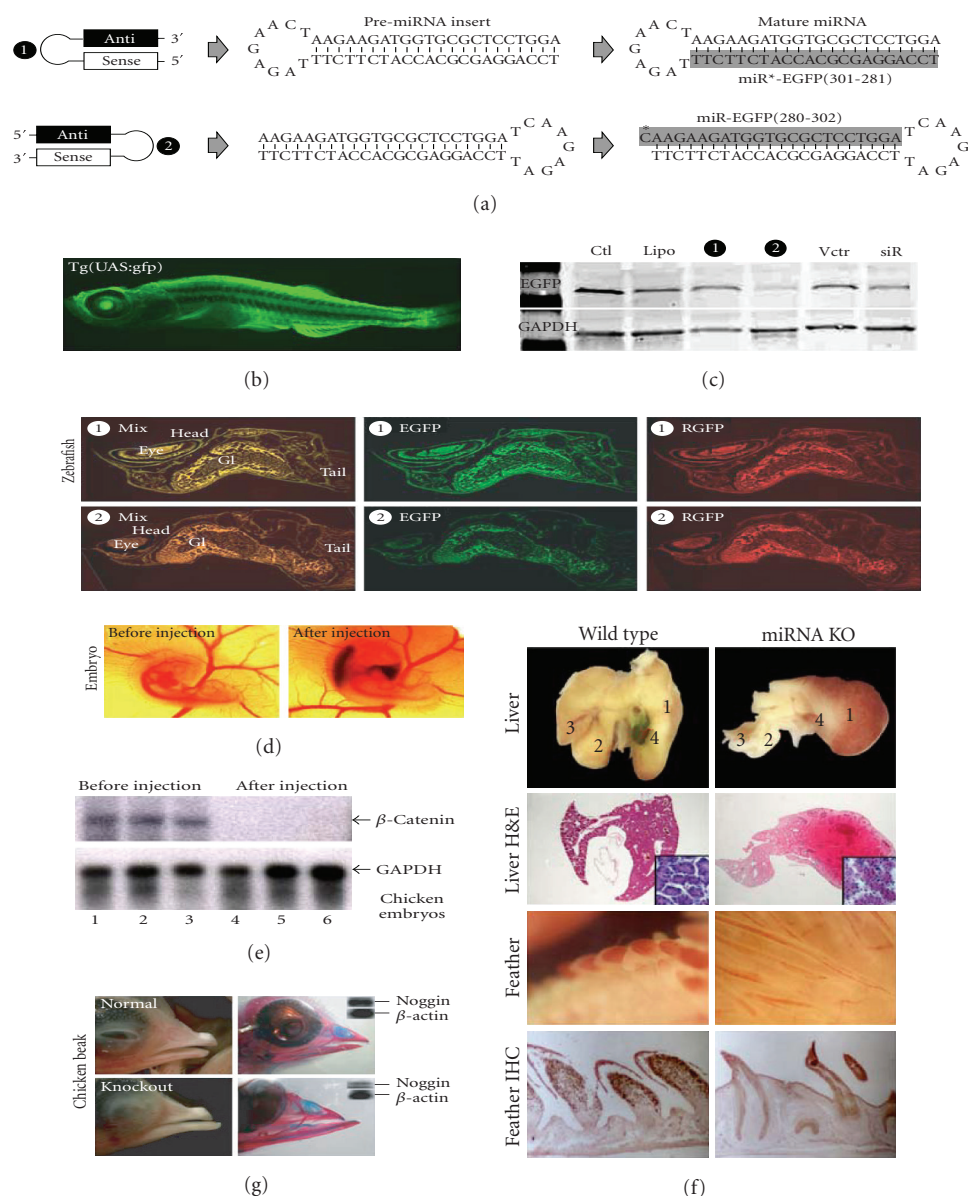 Pre-miRNA insert
Mature miRNA
1
Anti 3′
Sense 5′
A A C T
G
A
G A T
AAGAAGATGGTGCGCTCCTGGA
TTCTTCTACCACGCGAGGACCT
A A C T
G
A
G A T
AAGAAGATGGTGCGCTCCTGGA
TTCTTCTACCACGCGAGGACCT
miR*-EGFP(301-281)
5′ Anti
3′ Sense
2
AAGAAGATGGTGCGCTCCTGGA
TTCTTCTACCACGCGAGGACCT
T C A A
G
A
T A G
miR-EGFP(280-302)
*
CAAGAAGATGGTGCGCTCCTGGA
TTCTTCTACCACGCGAGGACCT
T C A A
G
A
T A G
(a)
Tg(UAS:gfp)
(b)
Ctl Lipo 1 2 Vctr siR
EGFP
GAPDH
(c)
Zebrafish
1 Mix
Head
Eye
Gl
Tail
1 EGFP
1 RGFP
2 Mix
Head
Eye
Gl
Tail
2 EGFP
2 RGFP
Embryo
Before injection
After injection
(d)
Before injection After injection
β-Catenin
GAPDH
Chicken
embryos
1 2 3 4 5 6
(e)
Chicken beak
Normal
Noggin
β-actin
Knockout
Noggin
β-actin
(g)
Wild type
miRNA KO
Liver
1
3
2
4
4
1
3
2
Liver H&E
Feather
Feather IHC
(f)